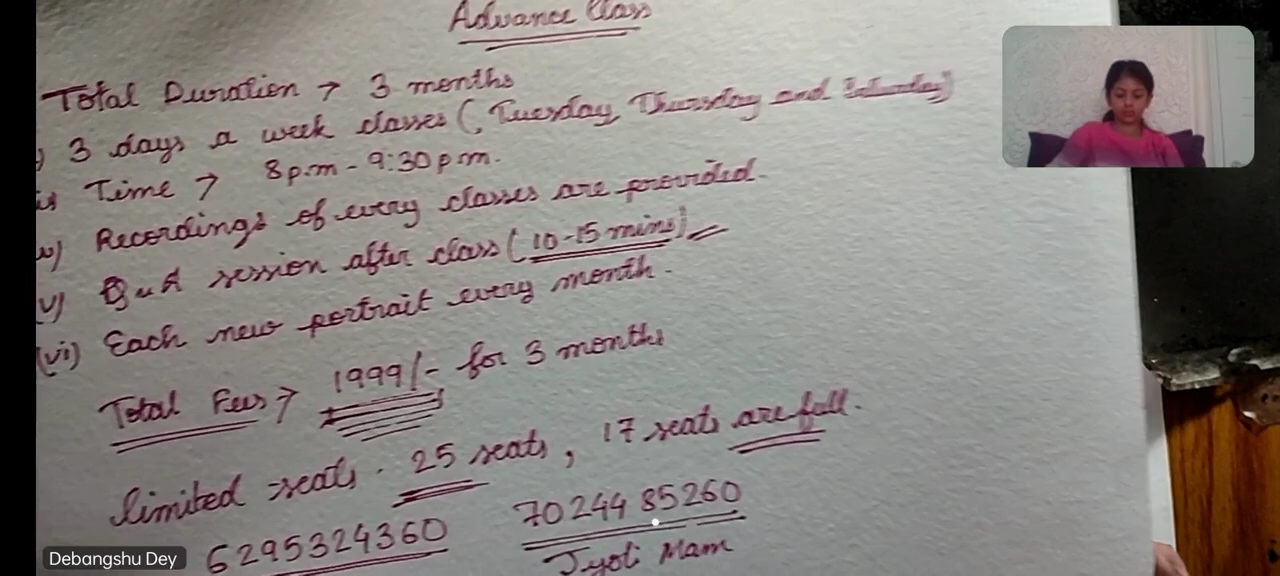 Advance Class
Total Duration → 3 months
) 3 days a week classes (Tuesday, Thursday and Saturday)
Time → 8 p.m - 9:30 p.m.
Recordings of every classes are provided.
v) session after class (10-15 mins)
(vi) Each new portrait every month.
Total Fees → 1999/- for 3 months
limited seats. 25 seats, 17 seats are full.
6295324360 7024485260
Jyoti Mam
Debangshu Dey